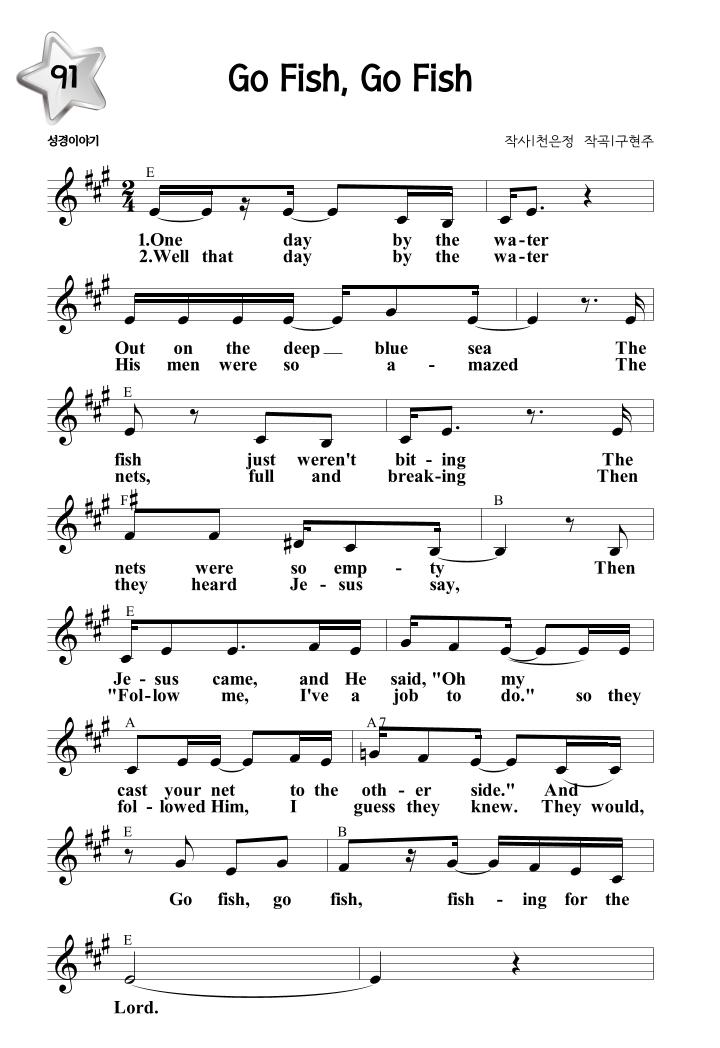 91
Go Fish, Go Fish
성경이야기
작사|천은정 작곡|구현주
E
2
4
1.One day by the wa-ter
2.Well that day by the wa-ter
Out on the deep blue sea The
His men were so a - mazed The
E
fish just weren't bit - ing The
nets, full and break-ing Then
F# B
nets were so emp - ty Then
they heard Je - sus say,
E
Je - sus came, and He said, "Oh my
"Fol-low me, I've a job to do." so they
A A7
cast your net to the oth - er side." And
fol - lowed Him, I guess they knew. They would,
E B
Go fish, go fish, fish - ing for the
E
Lord.